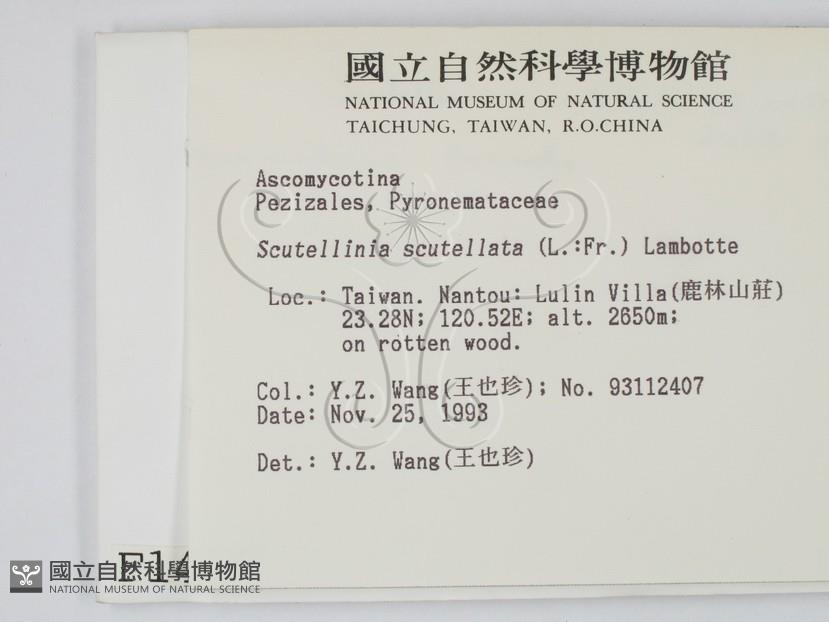 國立自然科學博物館
NATIONAL MUSEUM OF NATURAL SCIENCE
TAICHUNG, TAIWAN, R.O.CHINA
Ascomycotina
Pezizales, Pyronemataceae
Scutellinia scutellata (L.:Fr.) Lambotte
Loc.: Taiwan. Nantou: Lulin Villa(鹿林山莊)
23.28N; 120.52E; alt. 2650m;
on rotten wood.
Col.: Y.Z. Wang(王也珍); No. 93112407
Date: Nov. 25, 1993
Det.: Y.Z. Wang(王也珍)
F14
國立自然科學博物館
NATIONAL MUSEUM OF NATURAL SCIENCE